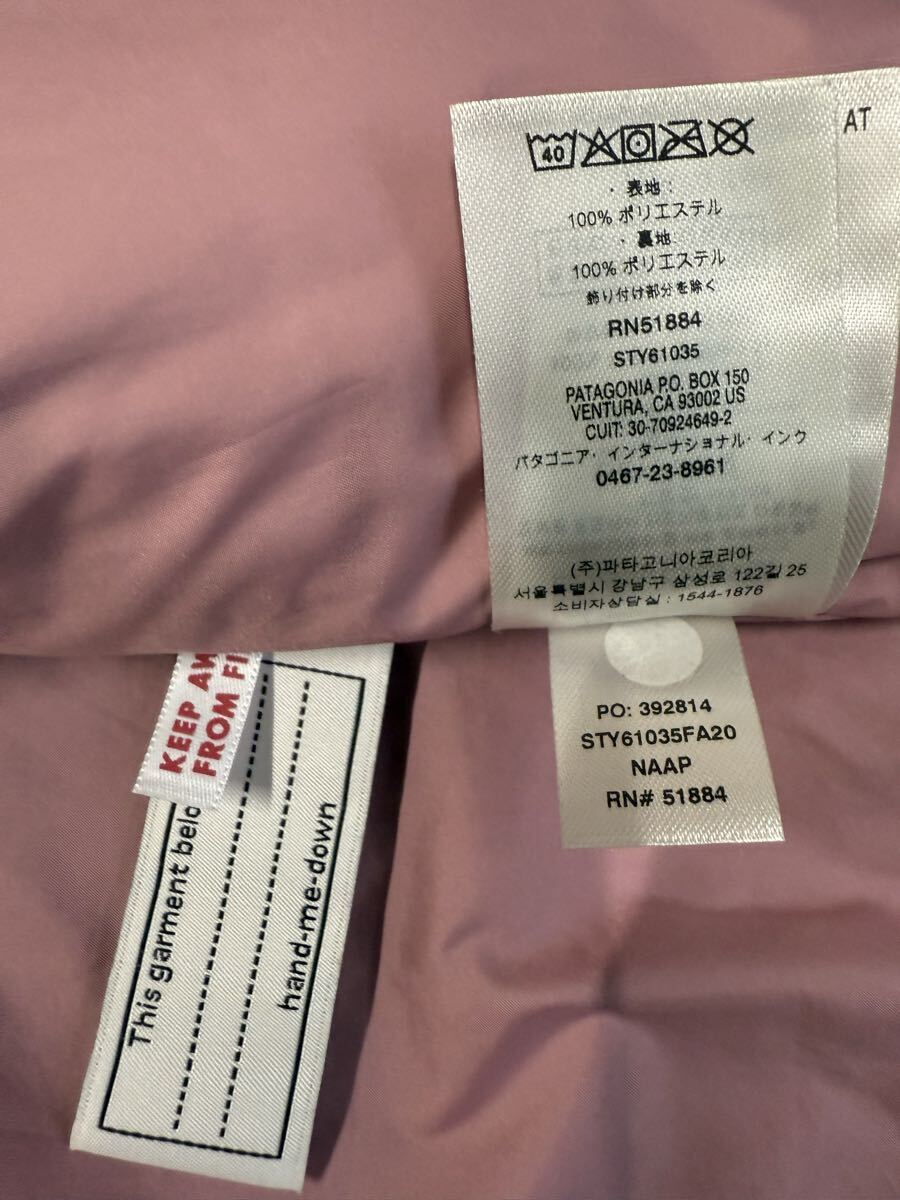 AT
40
・表地:
100% ポリエステル
・裏地:
100% ポリエステル
飾り付け部分を除く
RN51884
STY61035
PATAGONIA P.O. BOX 150
VENTURA, CA 93002 US
CUIT: 30-70924649-2
パタゴニア・インターナショナル・インク
0467-23-8961
(주)파타고니아코리아
서울특별시 강남구 삼성로 122길 25
소비자상담실 : 1544-1876
PO: 392814
STY61035FA20
NAAP
RN# 51884
KEEP AW
FROM FI
This garment belo
hand-me-down